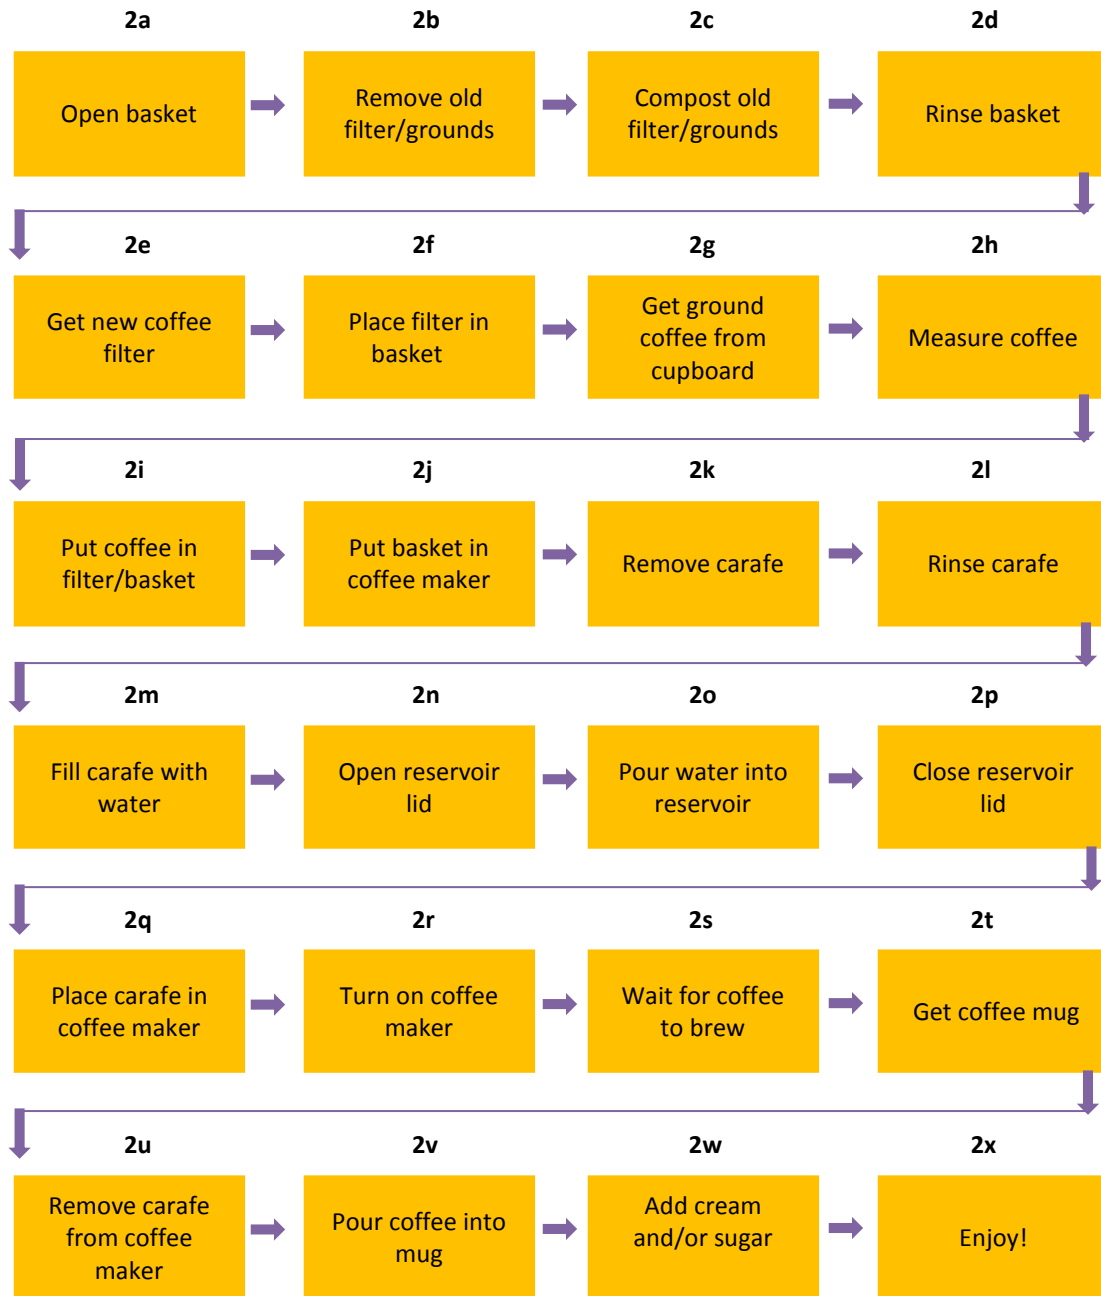 2a 2b 2c 2d
Open basket
Remove old
filter/grounds
Compost old
filter/grounds
Rinse basket
2e 2f 2g 2h
Get new coffee
filter
Place filter in
basket
Get ground
coffee from
cupboard
Measure coffee
2i 2j 2k 2l
Put coffee in
filter/basket
Put basket in
coffee maker
Remove carafe
Rinse carafe
2m 2n 2o 2p
Fill carafe with
water
Open reservoir
lid
Pour water into
reservoir
Close reservoir
lid
2q 2r 2s 2t
Place carafe in
coffee maker
Turn on coffee
maker
Wait for coffee
to brew
Get coffee mug
2u 2v 2w 2x
Remove carafe
from coffee
maker
Pour coffee into
mug
Add cream
and/or sugar
Enjoy!